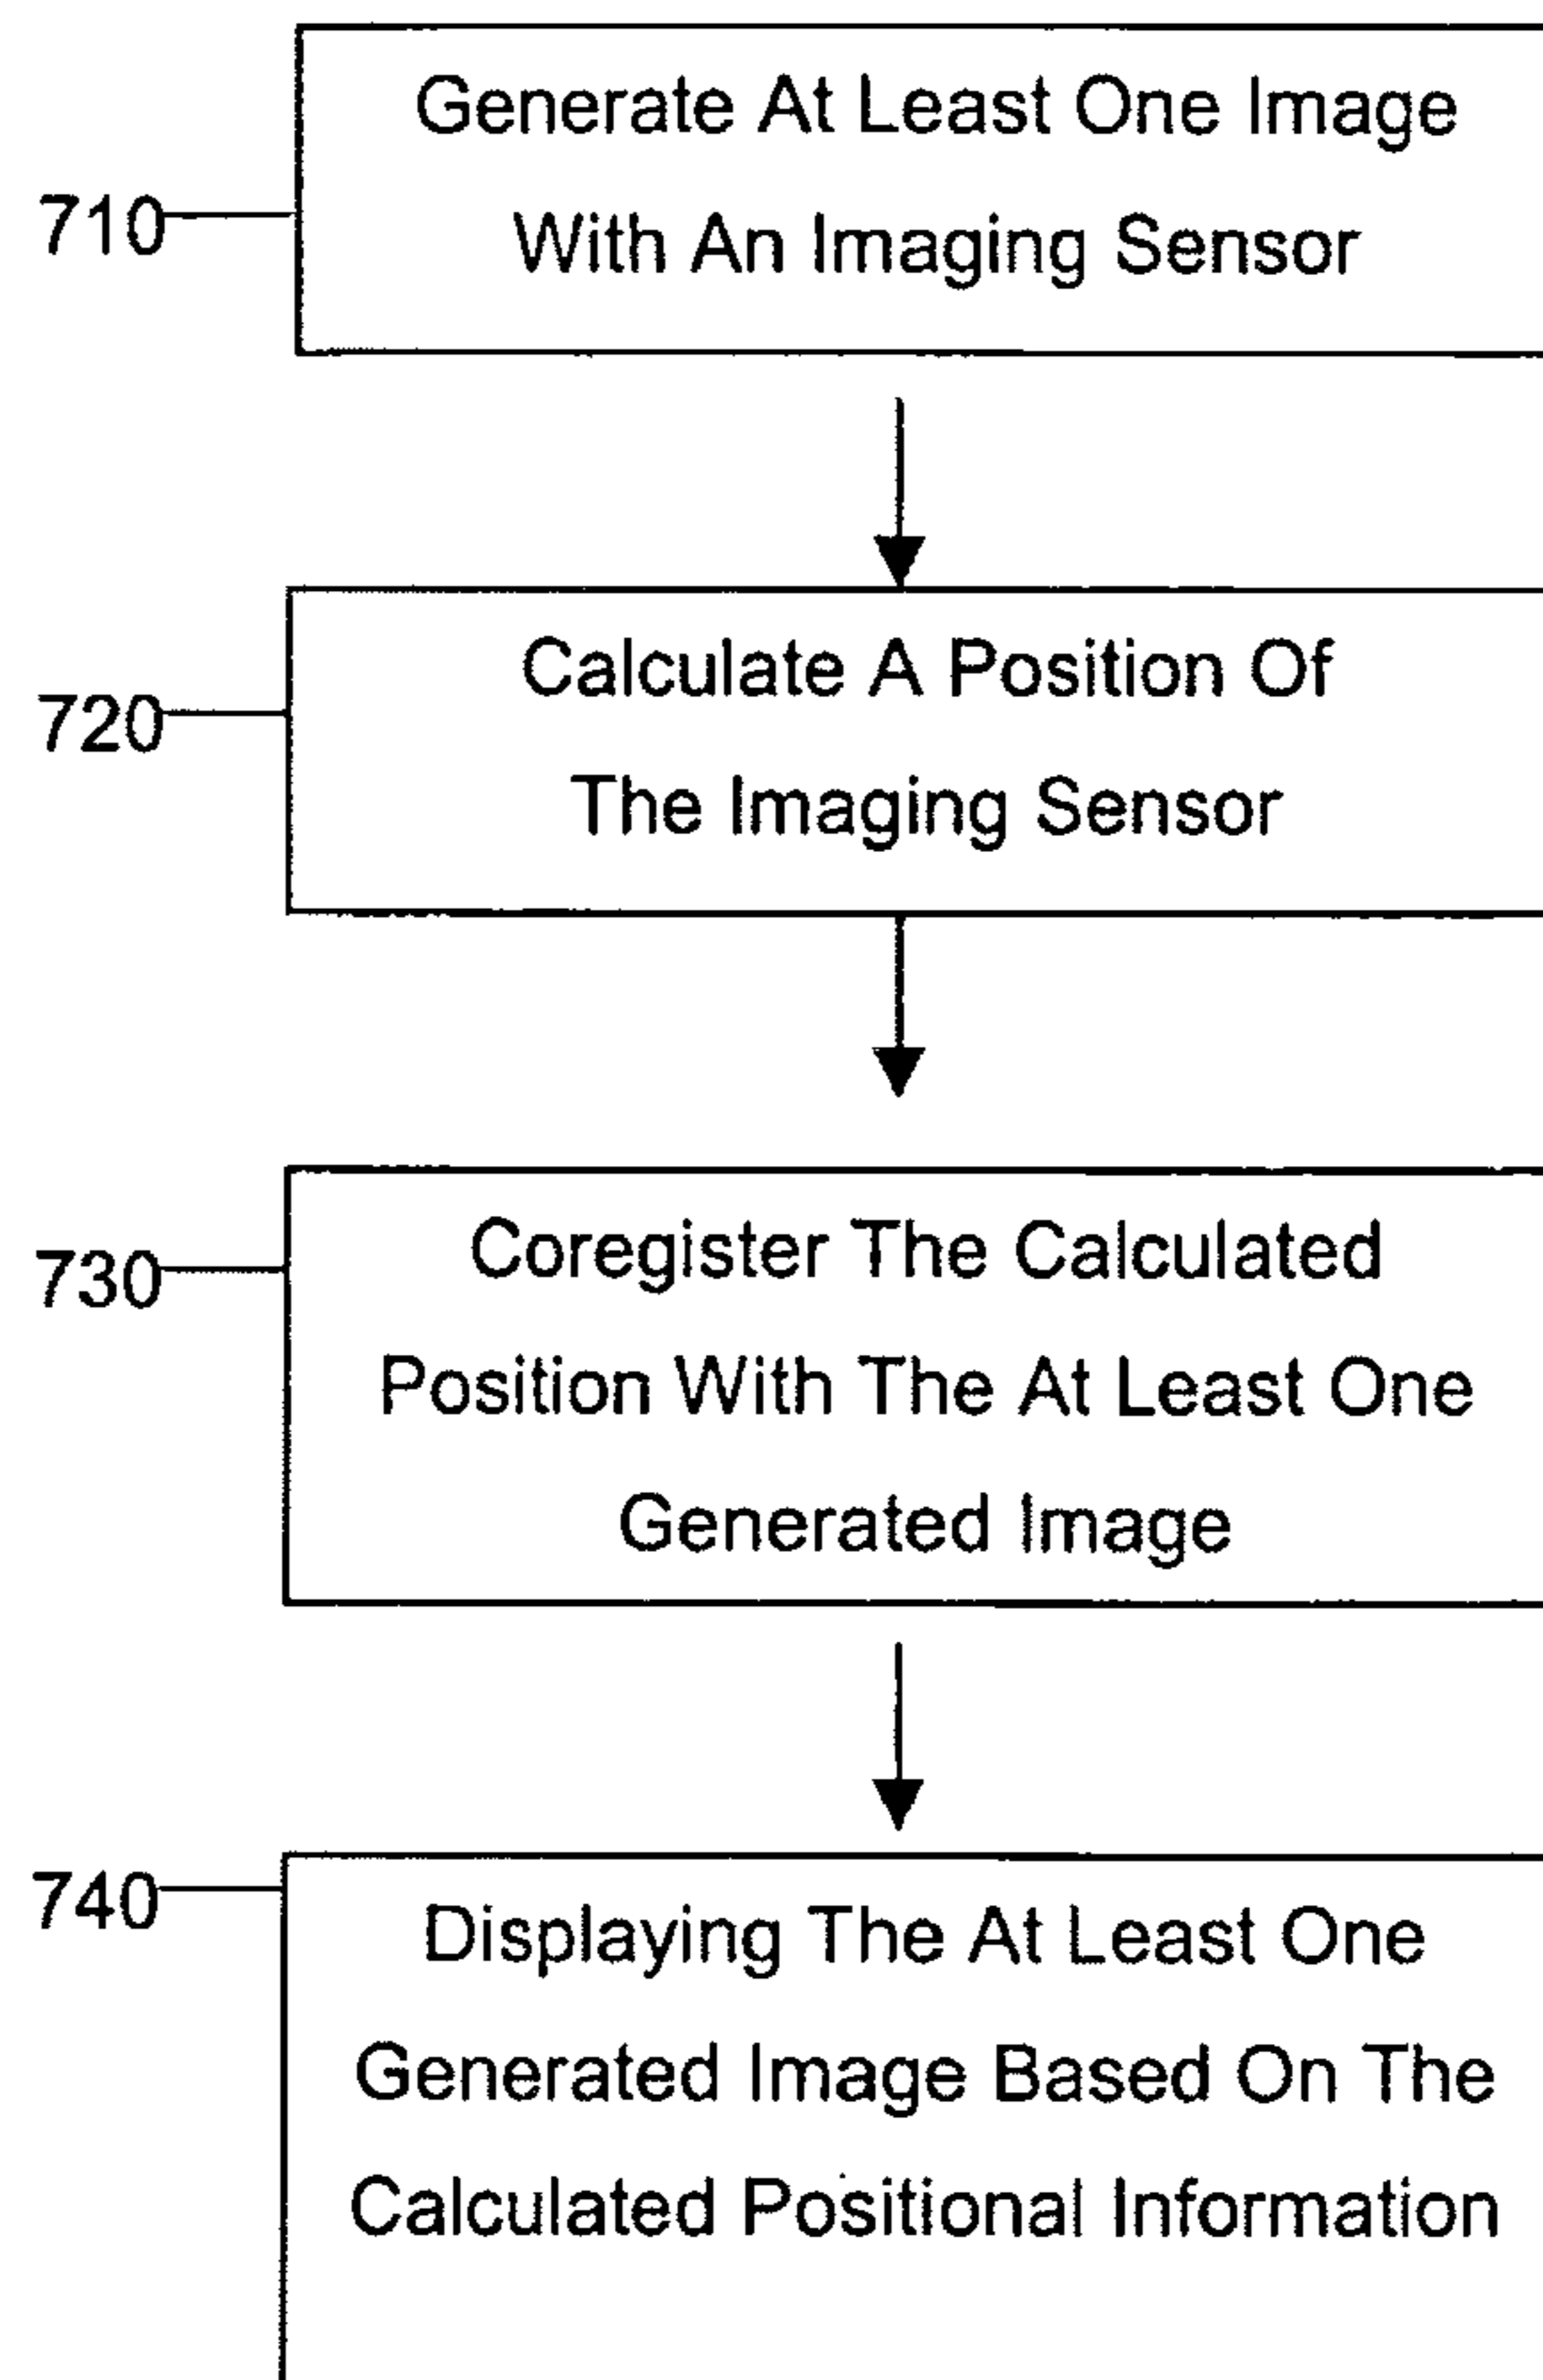 Generate At Least One Image
710
With An Imaging Sensor
Calculate A Position Of
720
The Imaging Sensor
Coregister The Calculated
730
Position With The At Least One
Generated Image
740
Displaying The At Least One
Generated Image Based On The
Calculated Positional Information